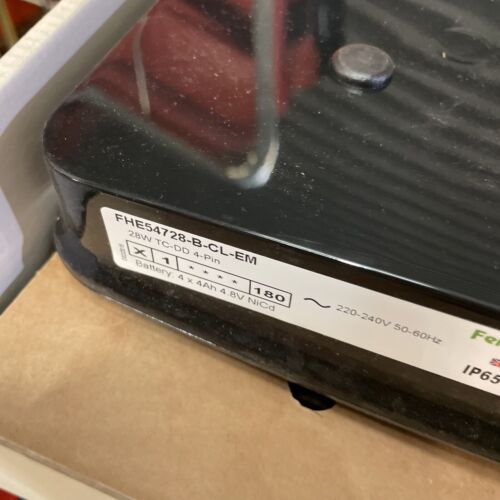 FHE54728-B-CL-EM
28W TC-DD 4-Pin
X 1 **** 180
Battery: 4 x 4Ah 4.8V NiCd
~ 220-240V 50-60Hz
IP65